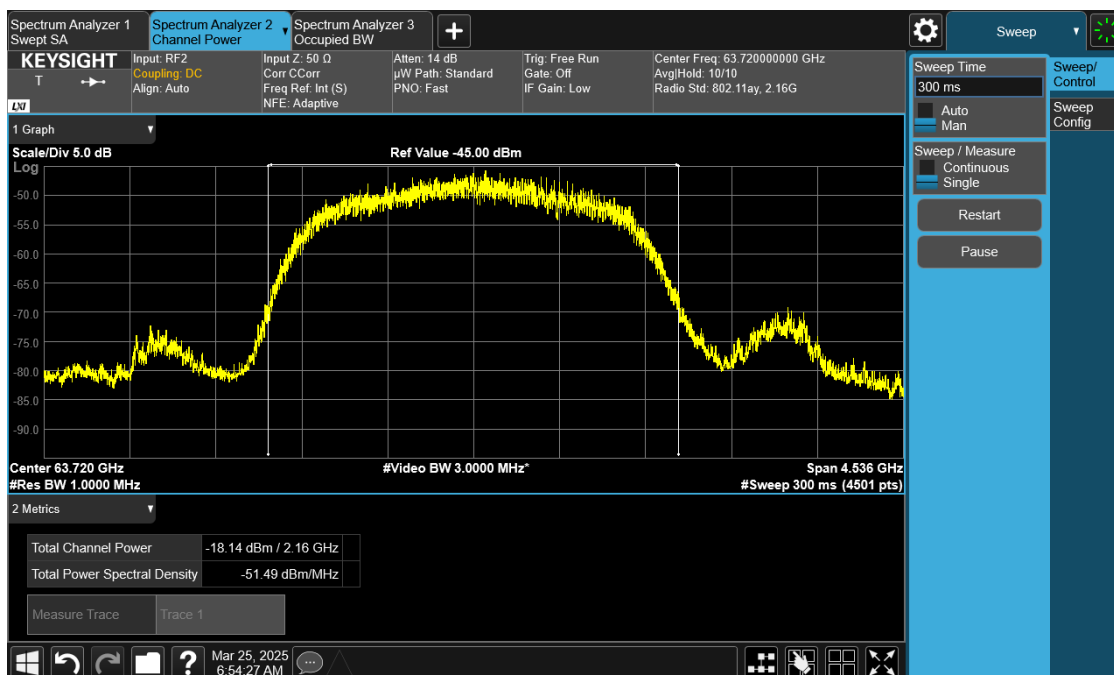 Spectrum Analyzer 1
Swept SA
Spectrum Analyzer 2
Channel Power
Spectrum Analyzer 3
Occupied BW
KEYSIGHT
T
LXI
Input: RF2
Coupling: DC
Align: Auto
Input Z: 50 Ω
Corr CCorr
Freq Ref: Int (S)
NFE: Adaptive
Atten: 14 dB
µW Path: Standard
PNO: Fast
Trig: Free Run
Gate: Off
IF Gain: Low
Center Freq: 63.720000000 GHz
Avg|Hold: 10/10
Radio Std: 802.11ay, 2.16G
1 Graph
Scale/Div 5.0 dB
Ref Value -45.00 dBm
Log
-50.0
-55.0
-60.0
-65.0
-70.0
-75.0
-80.0
-85.0
-90.0
Center 63.720 GHz
#Video BW 3.0000 MHz*
Span 4.536 GHz
#Res BW 1.0000 MHz
#Sweep 300 ms (4501 pts)
2 Metrics
Total Channel Power -18.14 dBm / 2.16 GHz
Total Power Spectral Density -51.49 dBm/MHz
Measure Trace Trace 1
?
Mar 25, 2025
6:54:27 AM
Sweep
Sweep Time
300 ms
Auto
Man
Sweep / Measure
Continuous
Single
Restart
Pause
Sweep/
Control
Sweep
Config